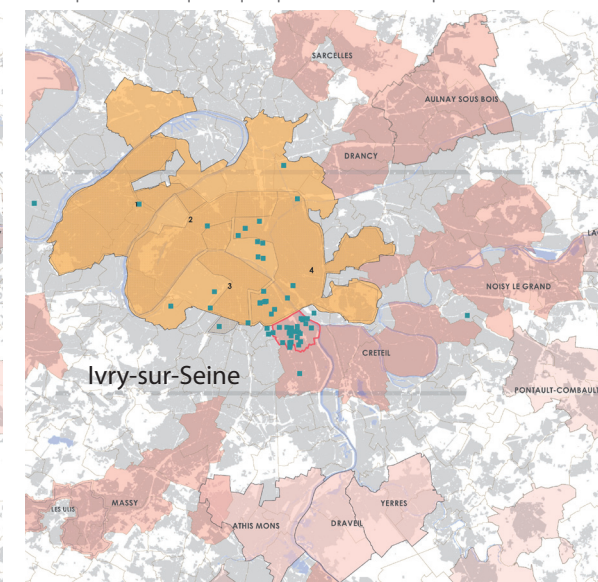 SARCELLES
AULNAY SOUS BOIS
DRANCY
1
2
3
4
NOISY LE GRAND
CRETEIL
Ivry-sur-Seine
PONTAULT-COMBAULT
MASSY
LES ULIS
ATHIS MONS
DRAVEIL
YERRES